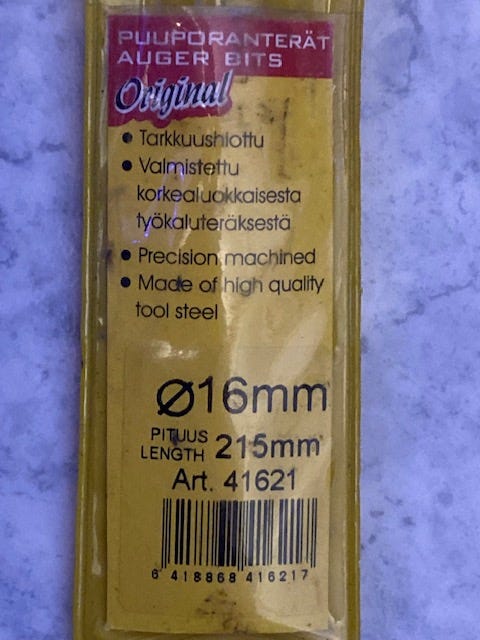 PUUPORANTERÄT
AUGER BITS
Original
• Tarkkuushiottu
• Valmistettu
korkealuokkaisesta
työkaluteräksestä
• Precision machined
• Made of high quality
tool steel
Ø16mm
PITUUS
LENGTH 215mm
Art. 41621
6 418868 416217